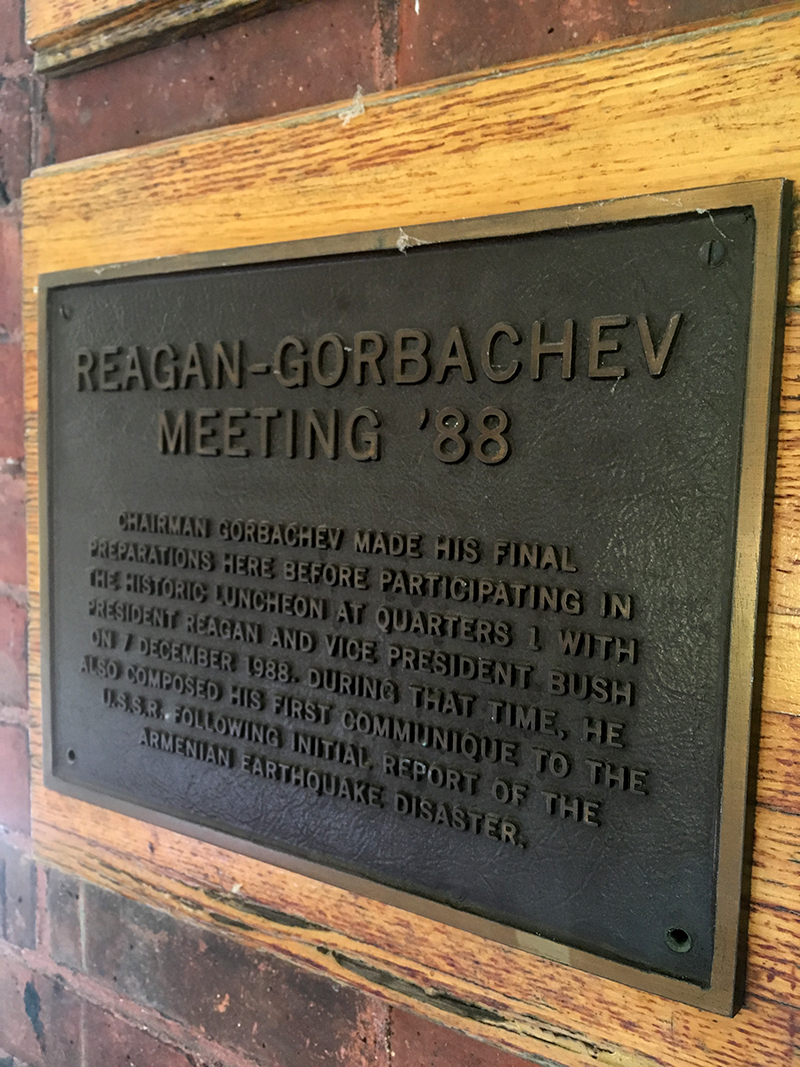 REAGAN-GORBACHEV
MEETING '88
CHAIRMAN GORBACHEV MADE HIS FINAL
PREPARATIONS HERE BEFORE PARTICIPATING IN
THE HISTORIC LUNCHEON AT QUARTERS 1 WITH
PRESIDENT REAGAN AND VICE PRESIDENT BUSH
ON 7 DECEMBER 1988. DURING THAT TIME, HE
ALSO COMPOSED HIS FIRST COMMUNIQUE TO THE
U.S.S.R. FOLLOWING INITIAL REPORT OF THE
ARMENIAN EARTHQUAKE DISASTER.